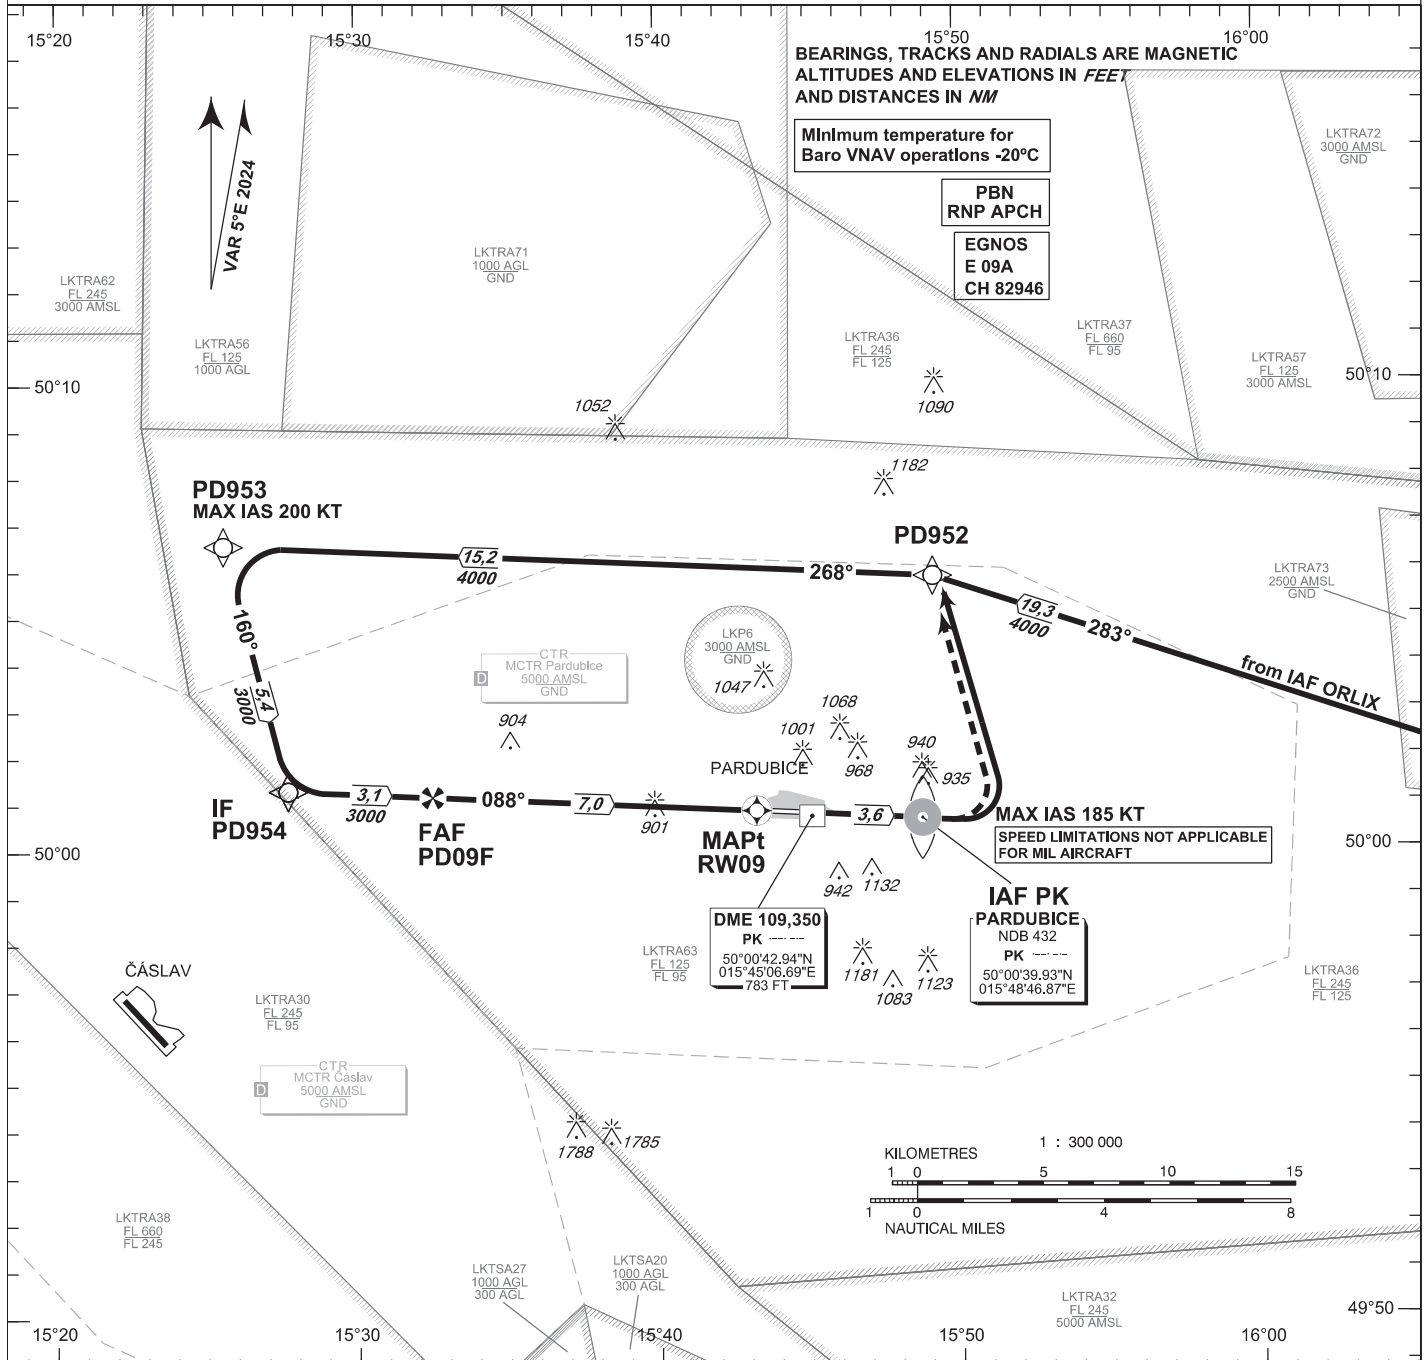 15°20
15°30
15°40
15°50
16°00
BEARINGS, TRACKS AND RADIALS ARE MAGNETIC
ALTITUDES AND ELEVATIONS IN FEET
AND DISTANCES IN NM
Minimum temperature for
Baro VNAV operations -20ºC
PBN
RNP APCH
EGNOS
E 09A
CH 82946
VAR 5°E 2024
LKTRA72
3000 AMSL
GND
LKTRA71
1000 AGL
GND
LKTRA62
FL 245
3000 AMSL
LKTRA56
FL 125
1000 AGL
LKTRA36
FL 245
FL 125
LKTRA37
FL 660
FL 95
LKTRA57
FL 125
3000 AMSL
50°10
50°10
1052
1090
1182
PD953
MAX IAS 200 KT
PD952
15,2
4000
268°
19,3
4000
283°
from IAF ORLIX
LKTRA73
2500 AMSL
GND
160°
5,4
3000
CTR
MCTR Pardubice
5000 AMSL
GND
D
LKP6
3000 AMSL
GND
1047
904
1068
1001
968
940
935
PARDUBICE
IF
PD954
3,1
3000
088°
7,0
3,6
FAF
PD09F
901
MAPt
RW09
MAX IAS 185 KT
SPEED LIMITATIONS NOT APPLICABLE
FOR MIL AIRCRAFT
50°00
50°00
942
1132
DME 109,350
PK
50°00'42.94"N
015°45'06.69"E
783 FT
IAF PK
PARDUBICE
NDB 432
PK
50°00'39.93"N
015°48'46.87"E
1181
1083
1123
LKTRA63
FL 125
FL 95
LKTRA36
FL 245
FL 125
ČÁSLAV
LKTRA30
FL 245
FL 95
CTR
MCTR Čáslav
5000 AMSL
GND
D
1788
1785
1 : 300 000
KILOMETRES
1 0 5 10 15
1 0 4 8
NAUTICAL MILES
LKTRA38
FL 660
FL 245
LKTSA27
1000 AGL
300 AGL
LKTSA20
1000 AGL
300 AGL
LKTRA32
FL 245
5000 AMSL
49°50
15°20
15°30
15°40
15°50
16°00